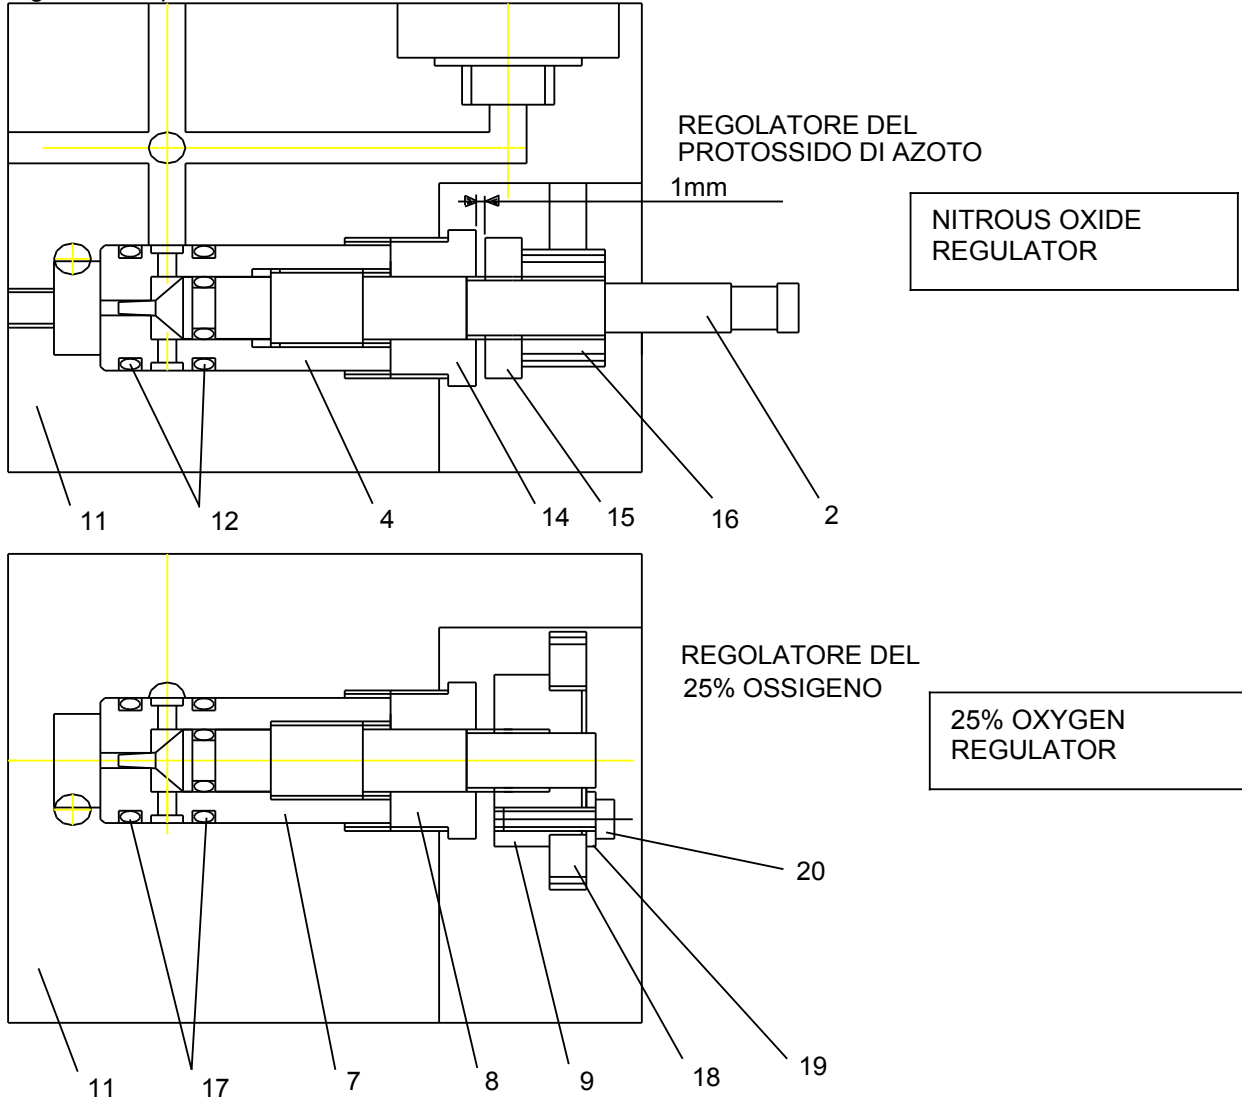 REGOLATORE DEL
PROTOSSIDO DI AZOTO
1mm
NITROUS OXIDE
REGULATOR
11
12
4
14
15
16
2
REGOLATORE DEL
25% OSSIGENO
25% OXYGEN
REGULATOR
20
19
11
17
7
8
9
18